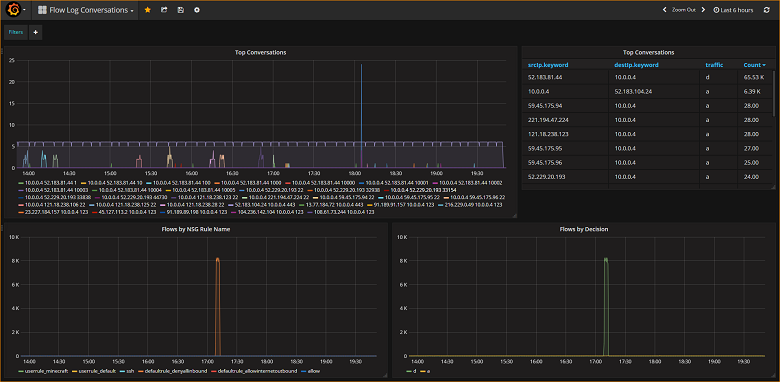 Flow Log Conversations
Zoom Out
Last 6 hours
Filters
+
Top Conversations
25
20
15
10
5
0
14:00 14:30 15:00 15:30 16:00 16:30 17:00 17:30 18:00 18:30 19:00 19:30
10.0.0.4 52.183.81.44 1 10.0.0.4 52.183.81.44 10 10.0.0.4 52.183.81.44 100 10.0.0.4 52.183.81.44 10000 10.0.0.4 52.183.81.44 10001 10.0.0.4 52.183.81.44 10002
10.0.0.4 52.183.81.44 10003 10.0.0.4 52.183.81.44 10004 10.0.0.4 52.183.81.44 10005 10.0.0.4 52.229.20.193 32938 10.0.0.4 52.229.20.193 33154
10.0.0.4 52.229.20.193 33830 10.0.0.4 52.229.20.193 44730 10.0.0.4 121.18.238.123 22 10.0.0.4 221.194.47.224 22 10.0.0.4 59.45.175.94 22 10.0.0.4 59.45.175.95 22 10.0.0.4 59.45.175.96 22
10.0.0.4 121.18.238.106 22 10.0.0.4 121.18.238.125 22 10.0.0.4 121.18.238.28 22 52.183.104.24 10.0.0.4 443 13.77.184.72 10.0.0.4 443 91.189.91.157 10.0.0.4 123 216.229.0.49 10.0.0.4 123
23.227.184.157 10.0.0.4 123 45.127.113.2 10.0.0.4 123 91.189.89.198 10.0.0.4 123 104.236.142.104 10.0.0.4 123 108.61.73.244 10.0.0.4 123
Top Conversations
srcip.keyword destip.keyword traffic Count
52.183.81.44 10.0.0.4 d 65.53 K
10.0.0.4 52.183.104.24 a 6.39 K
59.45.175.94 10.0.0.4 a 28.00
221.194.47.224 10.0.0.4 a 28.00
121.18.238.123 10.0.0.4 a 28.00
59.45.175.95 10.0.0.4 a 27.00
59.45.175.96 10.0.0.4 a 25.00
52.229.20.193 10.0.0.4 a 24.00
Flows by NSG Rule Name
10 K
8 K
6 K
4 K
2 K
0
14:00 14:30 15:00 15:30 16:00 16:30 17:00 17:30 18:00 18:30 19:00 19:30
userrule_minecraft userrule_default ssh defaultrule_denyallinbound defaultrule_allowinternetoutbound allow
Flows by Decision
10 K
8 K
6 K
4 K
2 K
0
14:00 14:30 15:00 15:30 16:00 16:30 17:00 17:30 18:00 18:30 19:00 19:30
d a